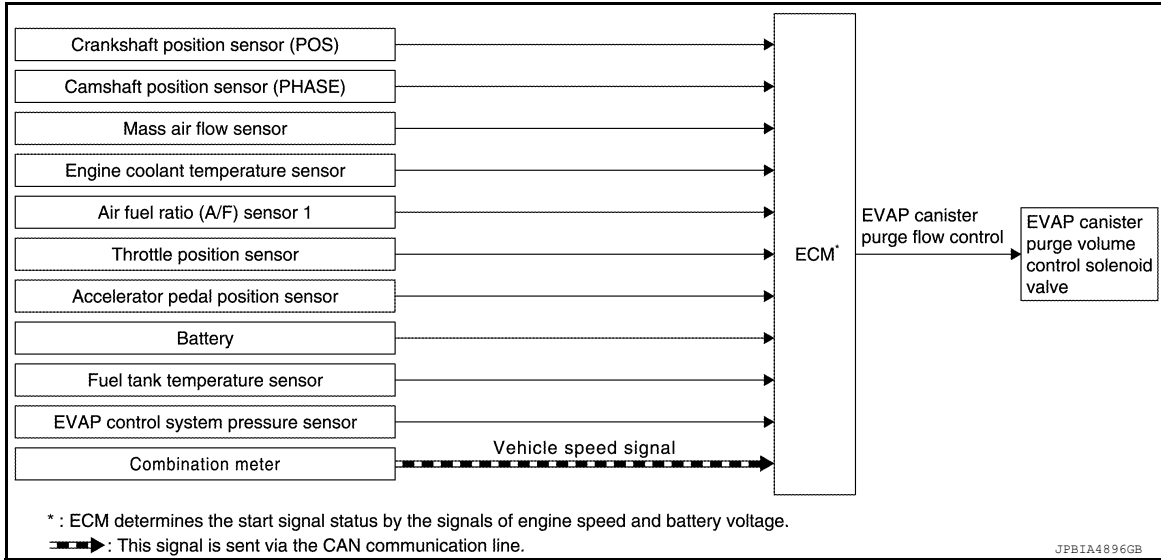 Crankshaft position sensor (POS)
Camshaft position sensor (PHASE)
Mass air flow sensor
Engine coolant temperature sensor
Air fuel ratio (A/F) sensor 1
Throttle position sensor
Accelerator pedal position sensor
Battery
Fuel tank temperature sensor
EVAP control system pressure sensor
Combination meter
Vehicle speed signal
ECM*
EVAP canister
purge flow control
EVAP canister
purge volume
control solenoid
valve
* : ECM determines the start signal status by the signals of engine speed and battery voltage.
: This signal is sent via the CAN communication line.
JPBIA4896GB